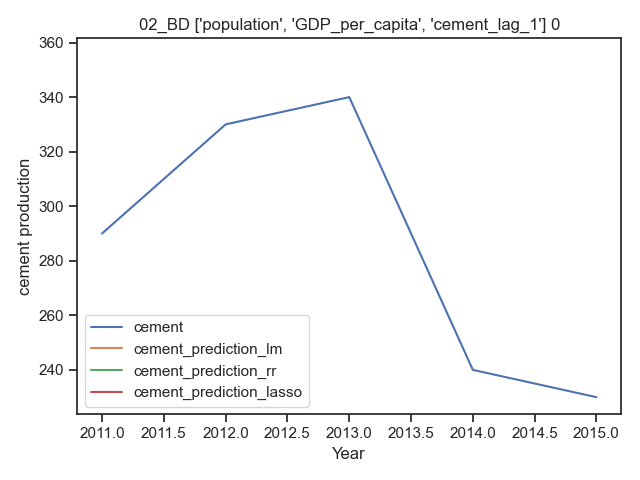 02_BD ['population', 'GDP_per_capita', 'cement_lag_1'] 0
360
340
320
300
280
260
240
cement production
cement
cement_prediction_lm
cement_prediction_rr
cement_prediction_lasso
2011.0 2011.5 2012.0 2012.5 2013.0 2013.5 2014.0 2014.5 2015.0
Year